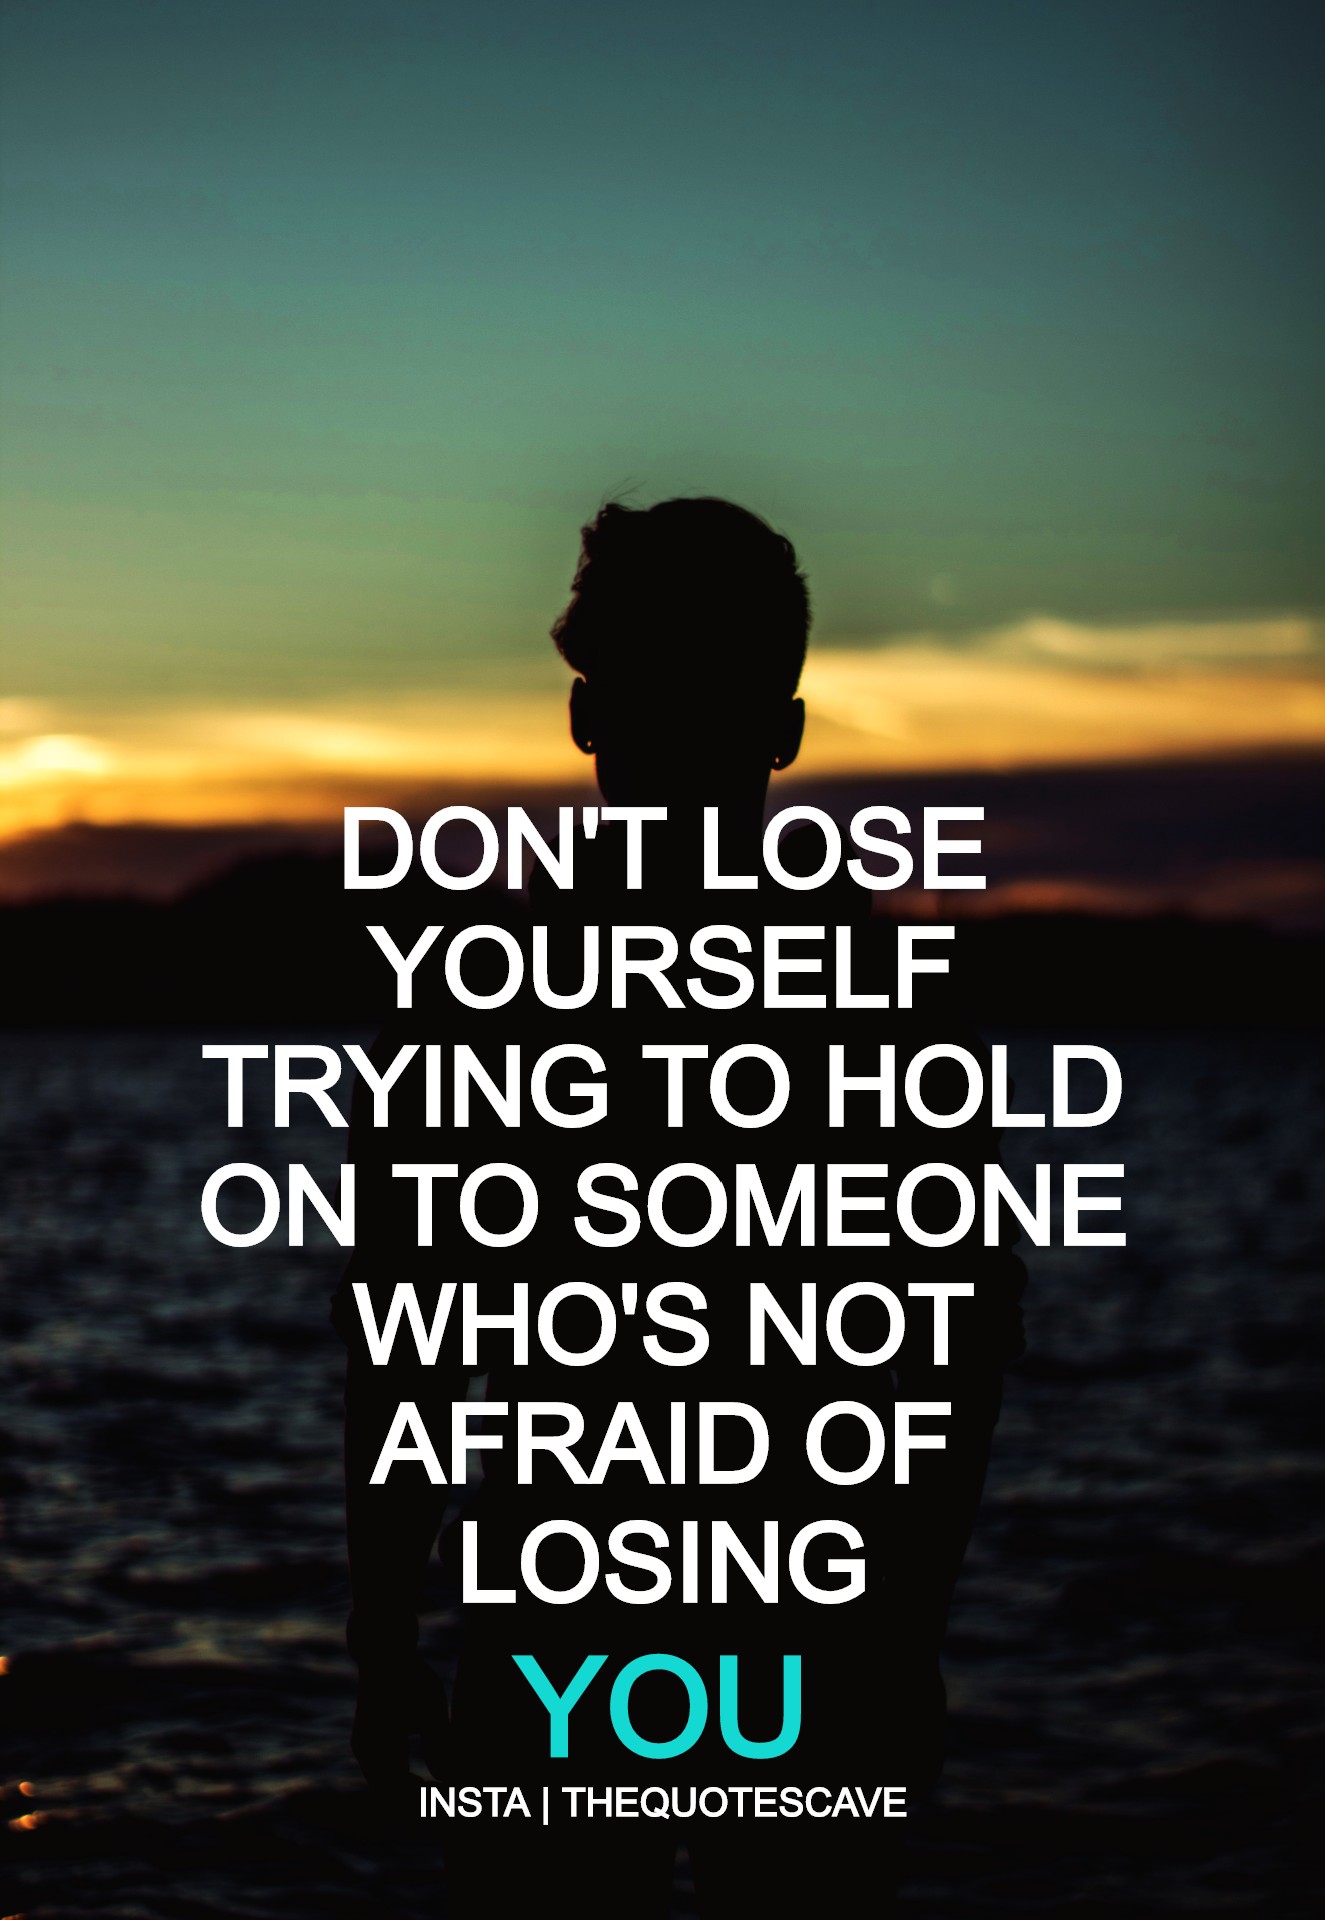 DON'T LOSE
YOURSELF
TRYING TO HOLD
ON TO SOMEONE
WHO'S NOT
AFRAID OF
LOSING
YOU
INSTA | THEQUOTESCAVE